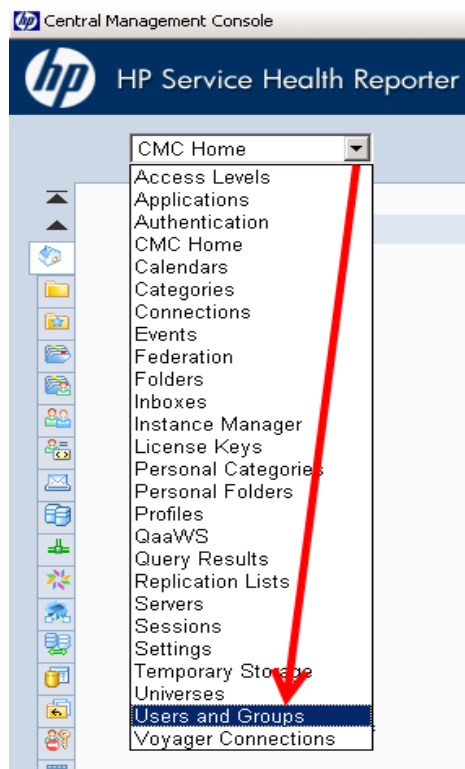 Central Management Console
hp HP Service Health Reporter
CMC Home
Access Levels
Applications
Authentication
CMC Home
Calendars
Categories
Connections
Events
Federation
Folders
Inboxes
Instance Manager
License Keys
Personal Categories
Personal Folders
Profiles
QaaWS
Query Results
Replication Lists
Servers
Sessions
Settings
Temporary Storage
Universes
Users and Groups
Voyager Connections